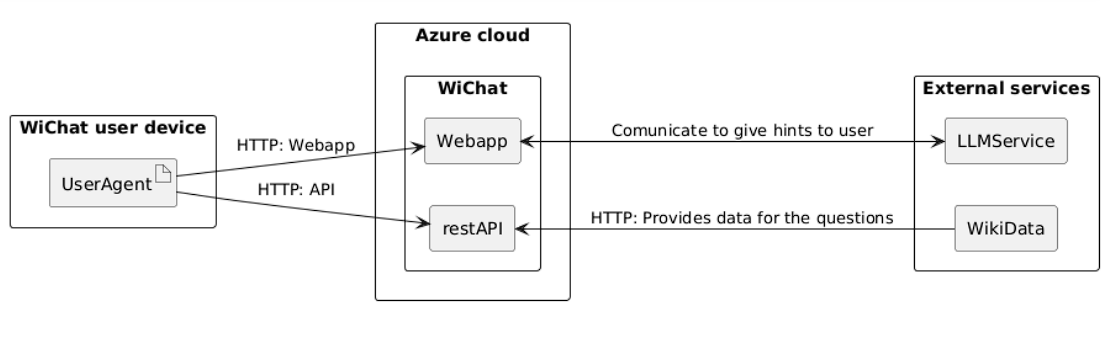 Azure cloud
WiChat
External services
WiChat user device
HTTP: Webapp
Webapp
Comunicate to give hints to user
LLMService
UserAgent
HTTP: API
restAPI
HTTP: Provides data for the questions
WikiData